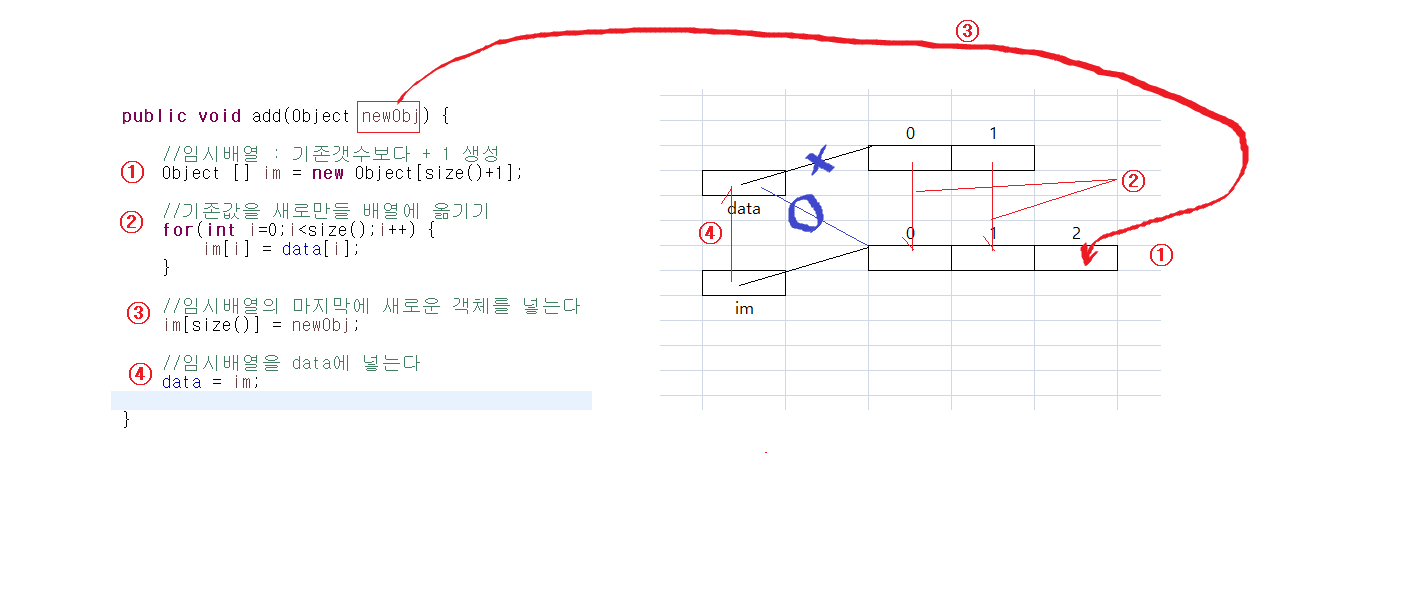 ③
public void add(Object newObj) {
//임시배열 : 기존갯수보다 + 1 생성
① Object [] im = new Object[size()+1];
② //기존값을 새로만들 배열에 옮기기
for(int i=0;i<size();i++) {
im[i] = data[i];
}
③ //임시배열의 마지막에 새로운 객체를 넣는다
im[size()] = newObj;
//임시배열을 data에 넣는다
④ data = im;
}
0 1
X
②
data
O
④ 0 1 2
①
im